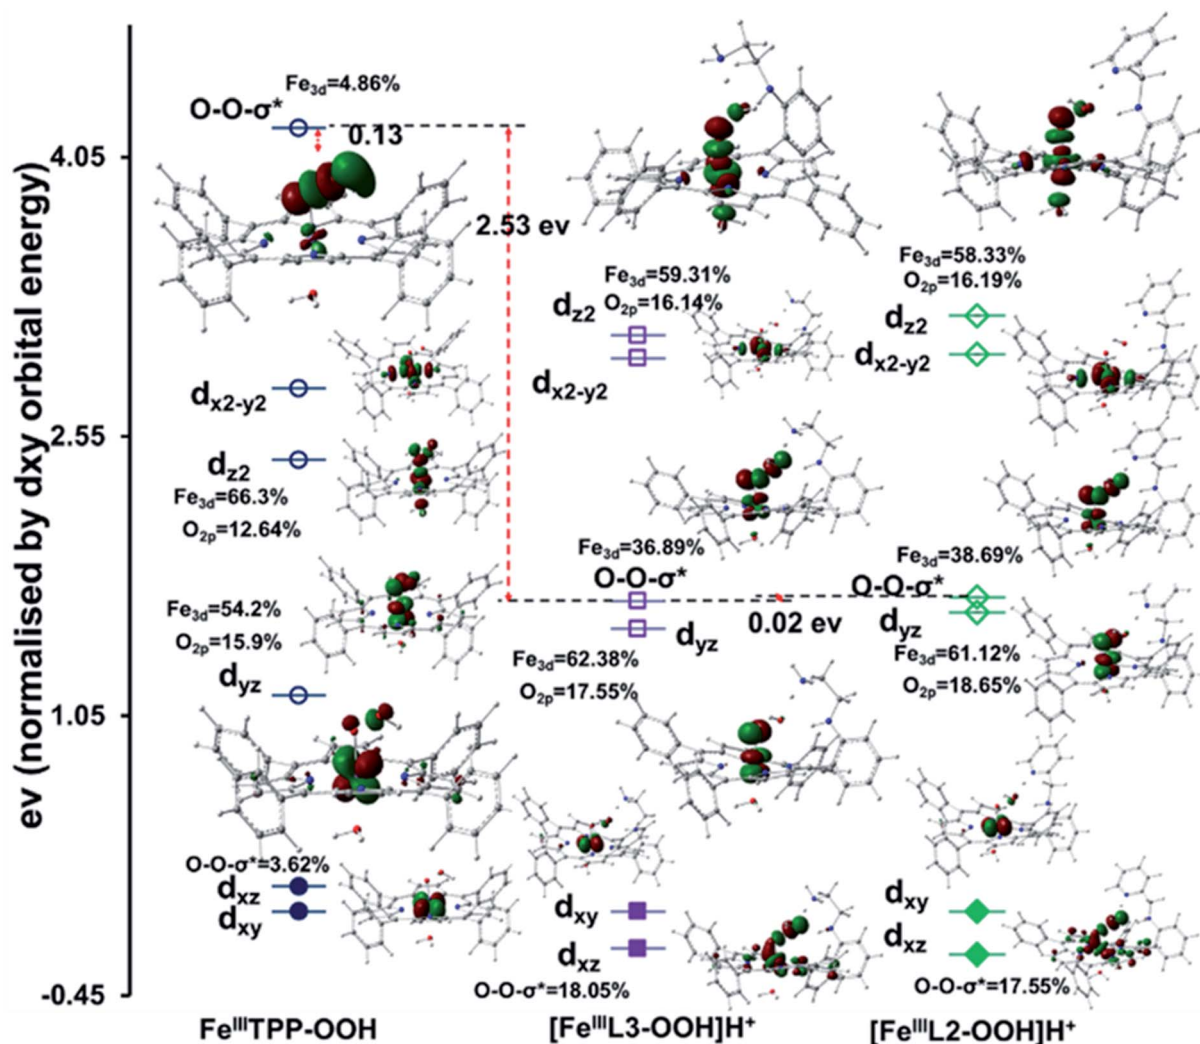 ev (normalised by dxy orbital energy)
4.05
2.55
1.05
-0.45
Fe3d=4.86%
O-O-σ*
0.13
2.53 ev
dx2-y2
dz2
Fe3d=66.3%
O2p=12.64%
Fe3d=54.2%
O2p=15.9%
dyz
O-O-σ*=3.62%
dxz
dxy
FeIIITPP-OOH
Fe3d=59.31%
dz2 O2p=16.14%
dx2-y2
Fe3d=36.89%
O-O-σ*
0.02 ev
dyz
Fe3d=62.38%
O2p=17.55%
dxy
dxz
O-O-σ*=18.05%
[FeIIIL3-OOH]H+
Fe3d=58.33%
O2p=16.19%
dz2
dx2-y2
Fe3d=38.69%
O-O-σ*
dyz
Fe3d=61.12%
O2p=18.65%
dxy
dxz
O-O-σ*=17.55%
[FeIIIL2-OOH]H+